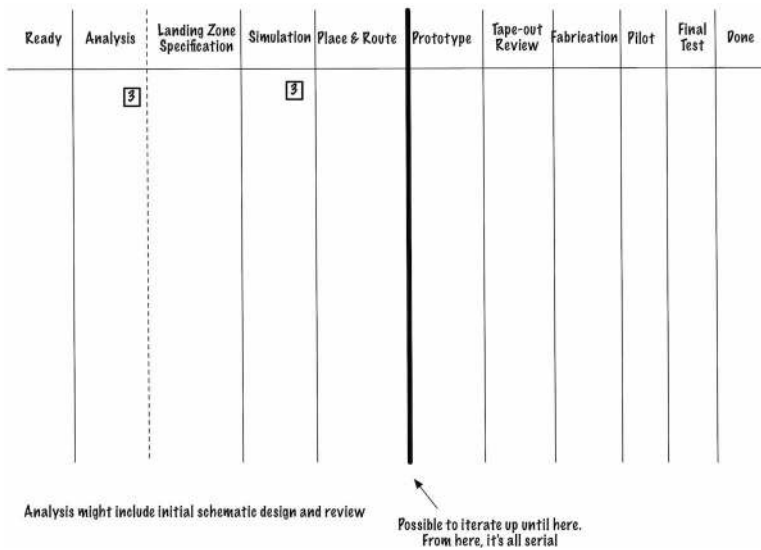 Ready
Analysis
Landing Zone
Specification
Simulation
Place & Route
Prototype
Tape-out
Review
Fabrication
Pilot
Final
Test
Done
3
3
Analysis might include initial schematic design and review
Possible to iterate up until here.
From here, it's all serial